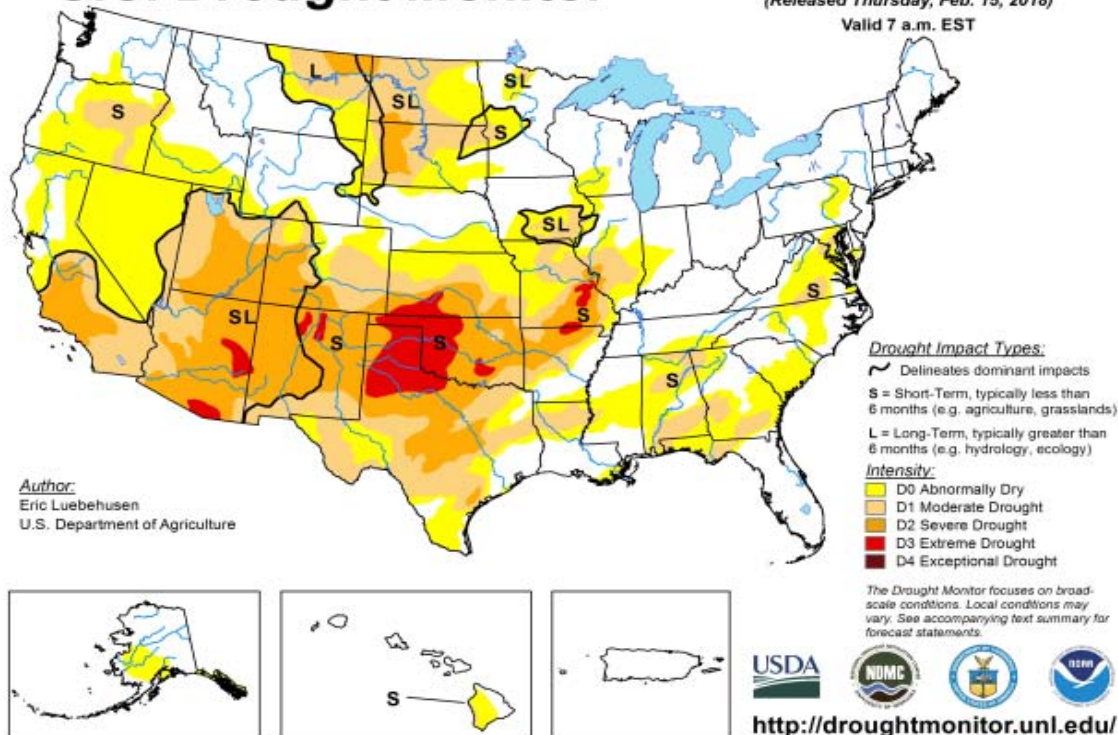 (Released Thursday, Feb. 15, 2018)
Valid 7 a.m. EST
L
SL
SL
S
S
SL
SL
S
S
S
S
S
Drought Impact Types:
Delineates dominant impacts
S = Short-Term, typically less than
6 months (e.g. agriculture, grasslands)
L = Long-Term, typically greater than
6 months (e.g. hydrology, ecology)
Intensity:
D0 Abnormally Dry
D1 Moderate Drought
D2 Severe Drought
D3 Extreme Drought
D4 Exceptional Drought
Author:
Eric Luebehusen
U.S. Department of Agriculture
The Drought Monitor focuses on broad-
scale conditions. Local conditions may
vary. See accompanying text summary for
forecast statements.
S
USDA
NDMC
NOAA
http://droughtmonitor.unl.edu/